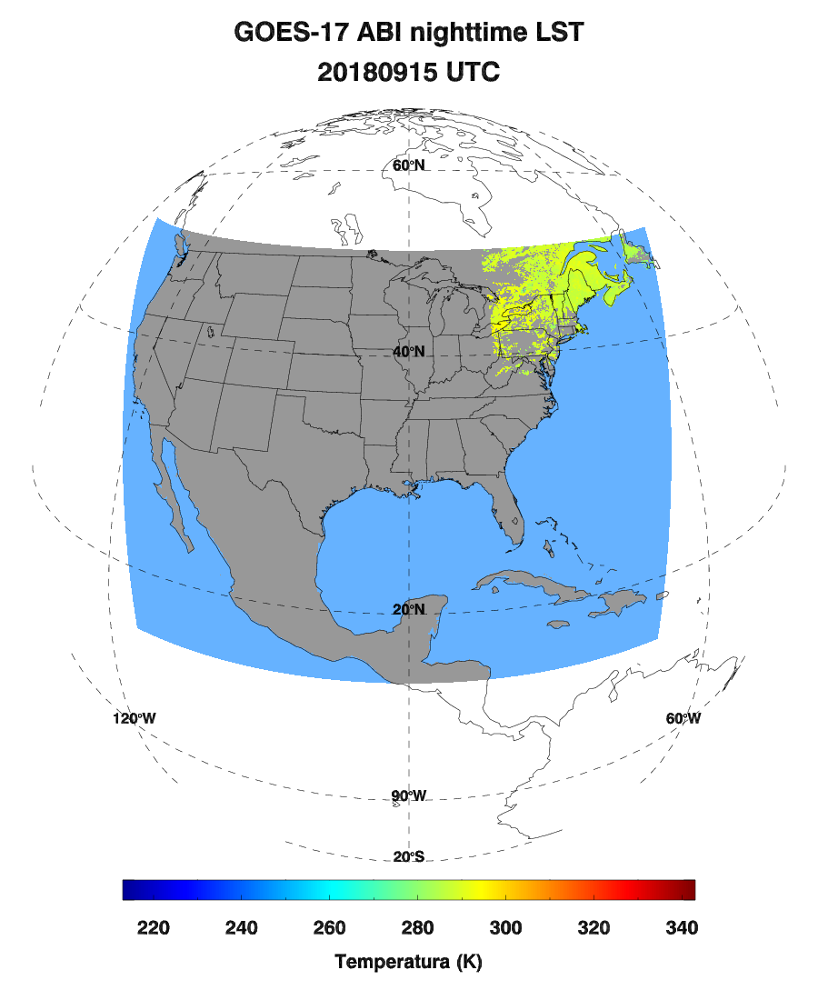 GOES-17 ABI nighttime LST
20180915 UTC
60°N
40°N
20°N
120°W 60°W
90°W
20°S
220 240 260 280 300 320 340
Temperatura (K)